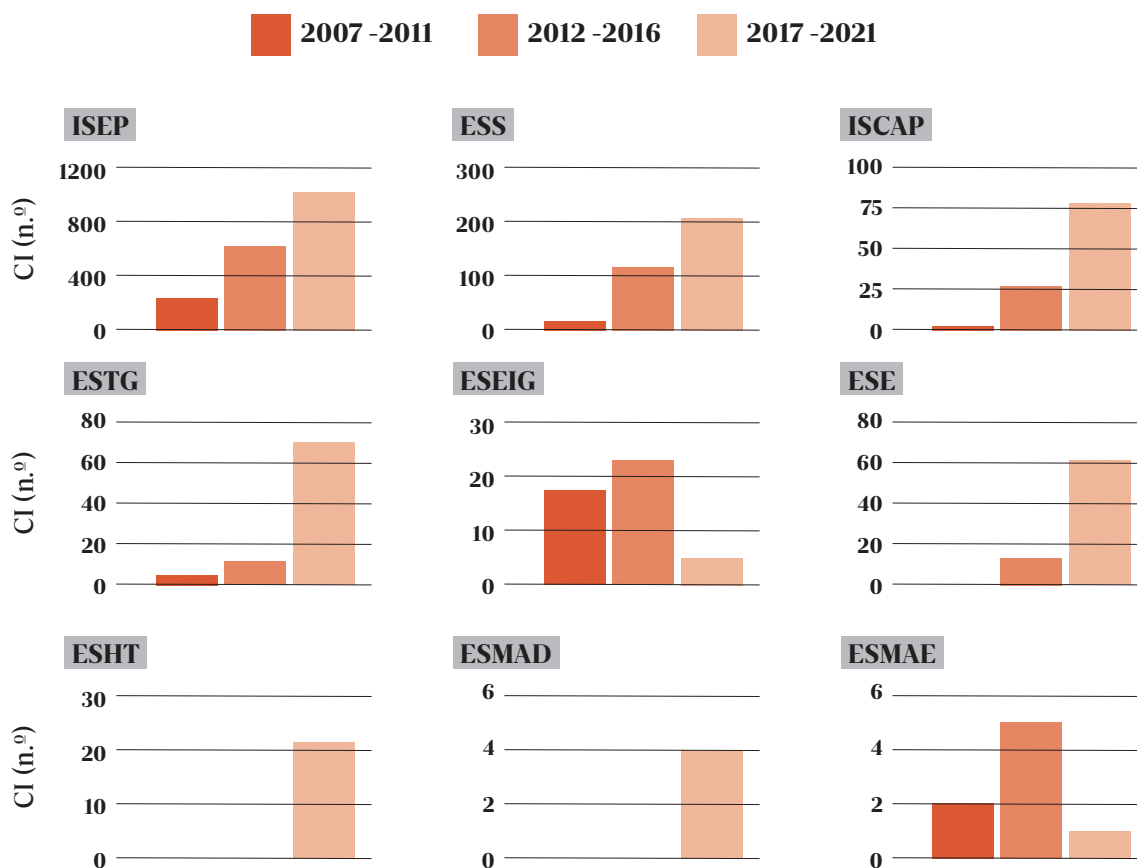 2007 -2011 2012 -2016 2017 -2021
ISEP ESS ISCAP
CI (n.º)
1200 300 100
800 200 75
400 100 50
0 0 25
0
ESTG ESEIG ESE
CI (n.º)
80 30 80
60 20 60
40 10 40
20 0 20
0 0
ESHT ESMAD ESMAE
CI (n.º)
30 6 6
20 4 4
10 2 2
0 0 0